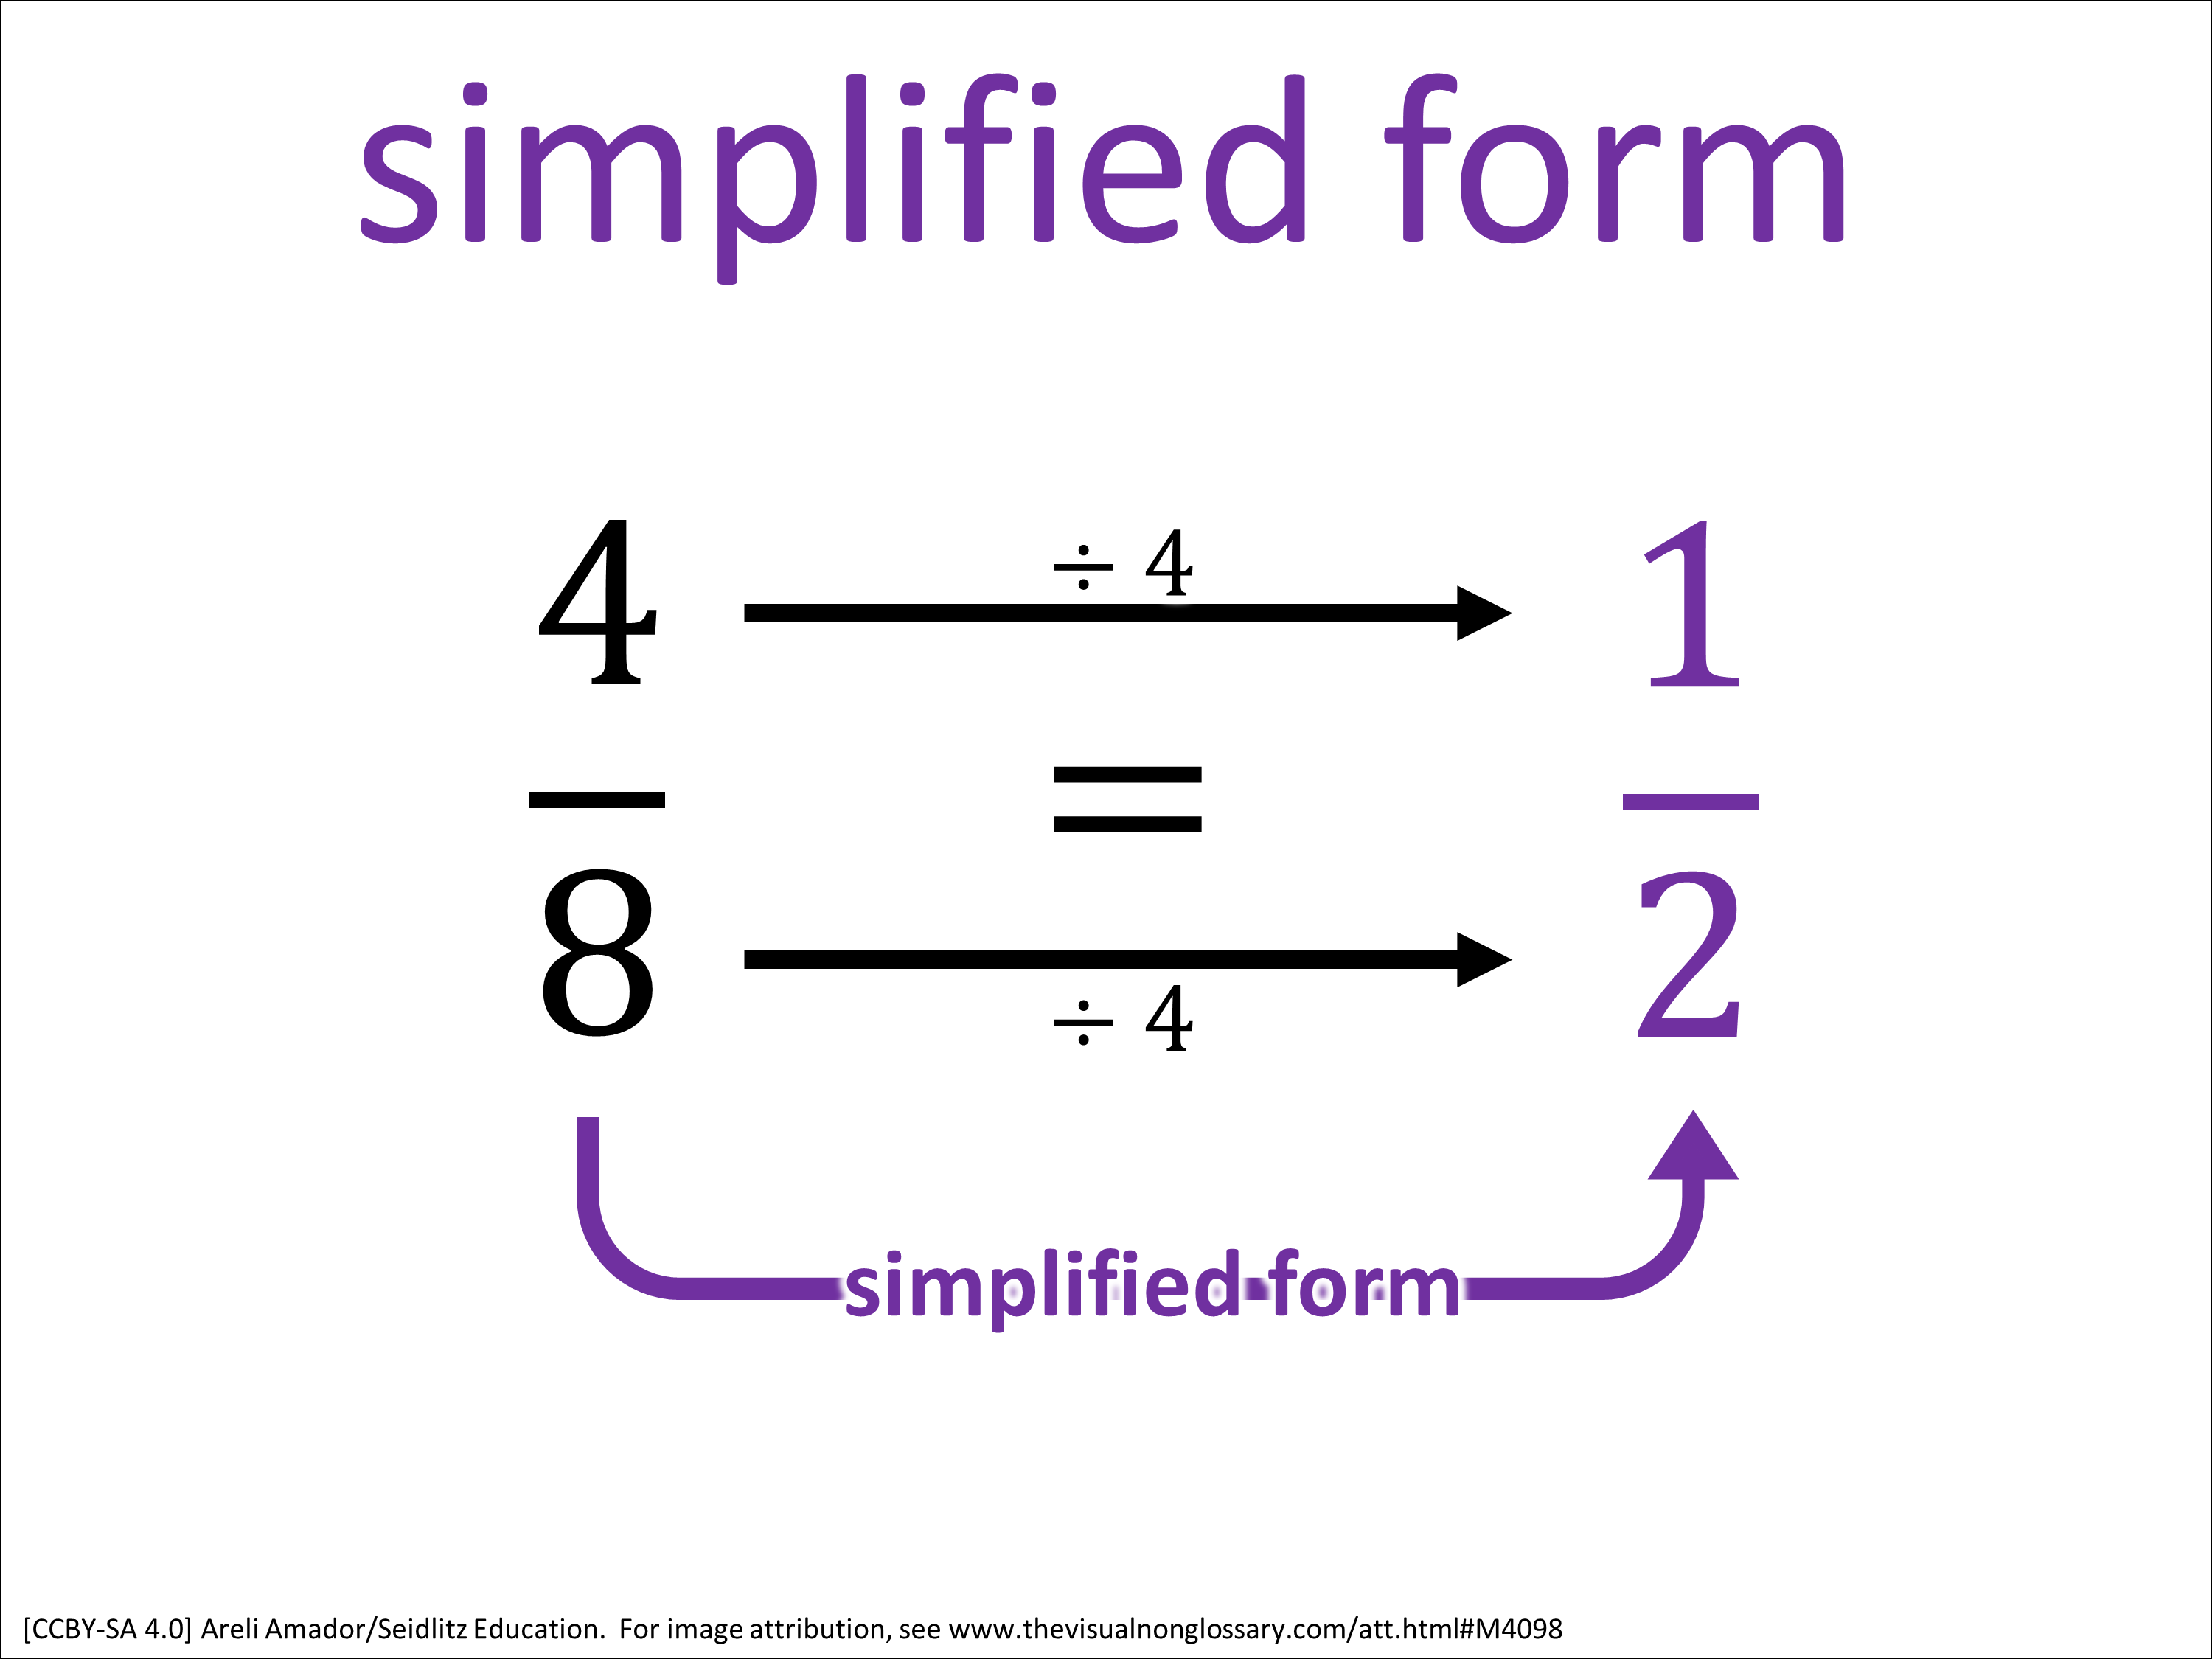 simplified form
÷ 4
4 1
=
8 2
÷ 4
simplified form
[CCBY-SA 4.0] Areli Amador/Seidlitz Education.  For image attribution, see www.thevisualnonglossary.com/att.html#M4098